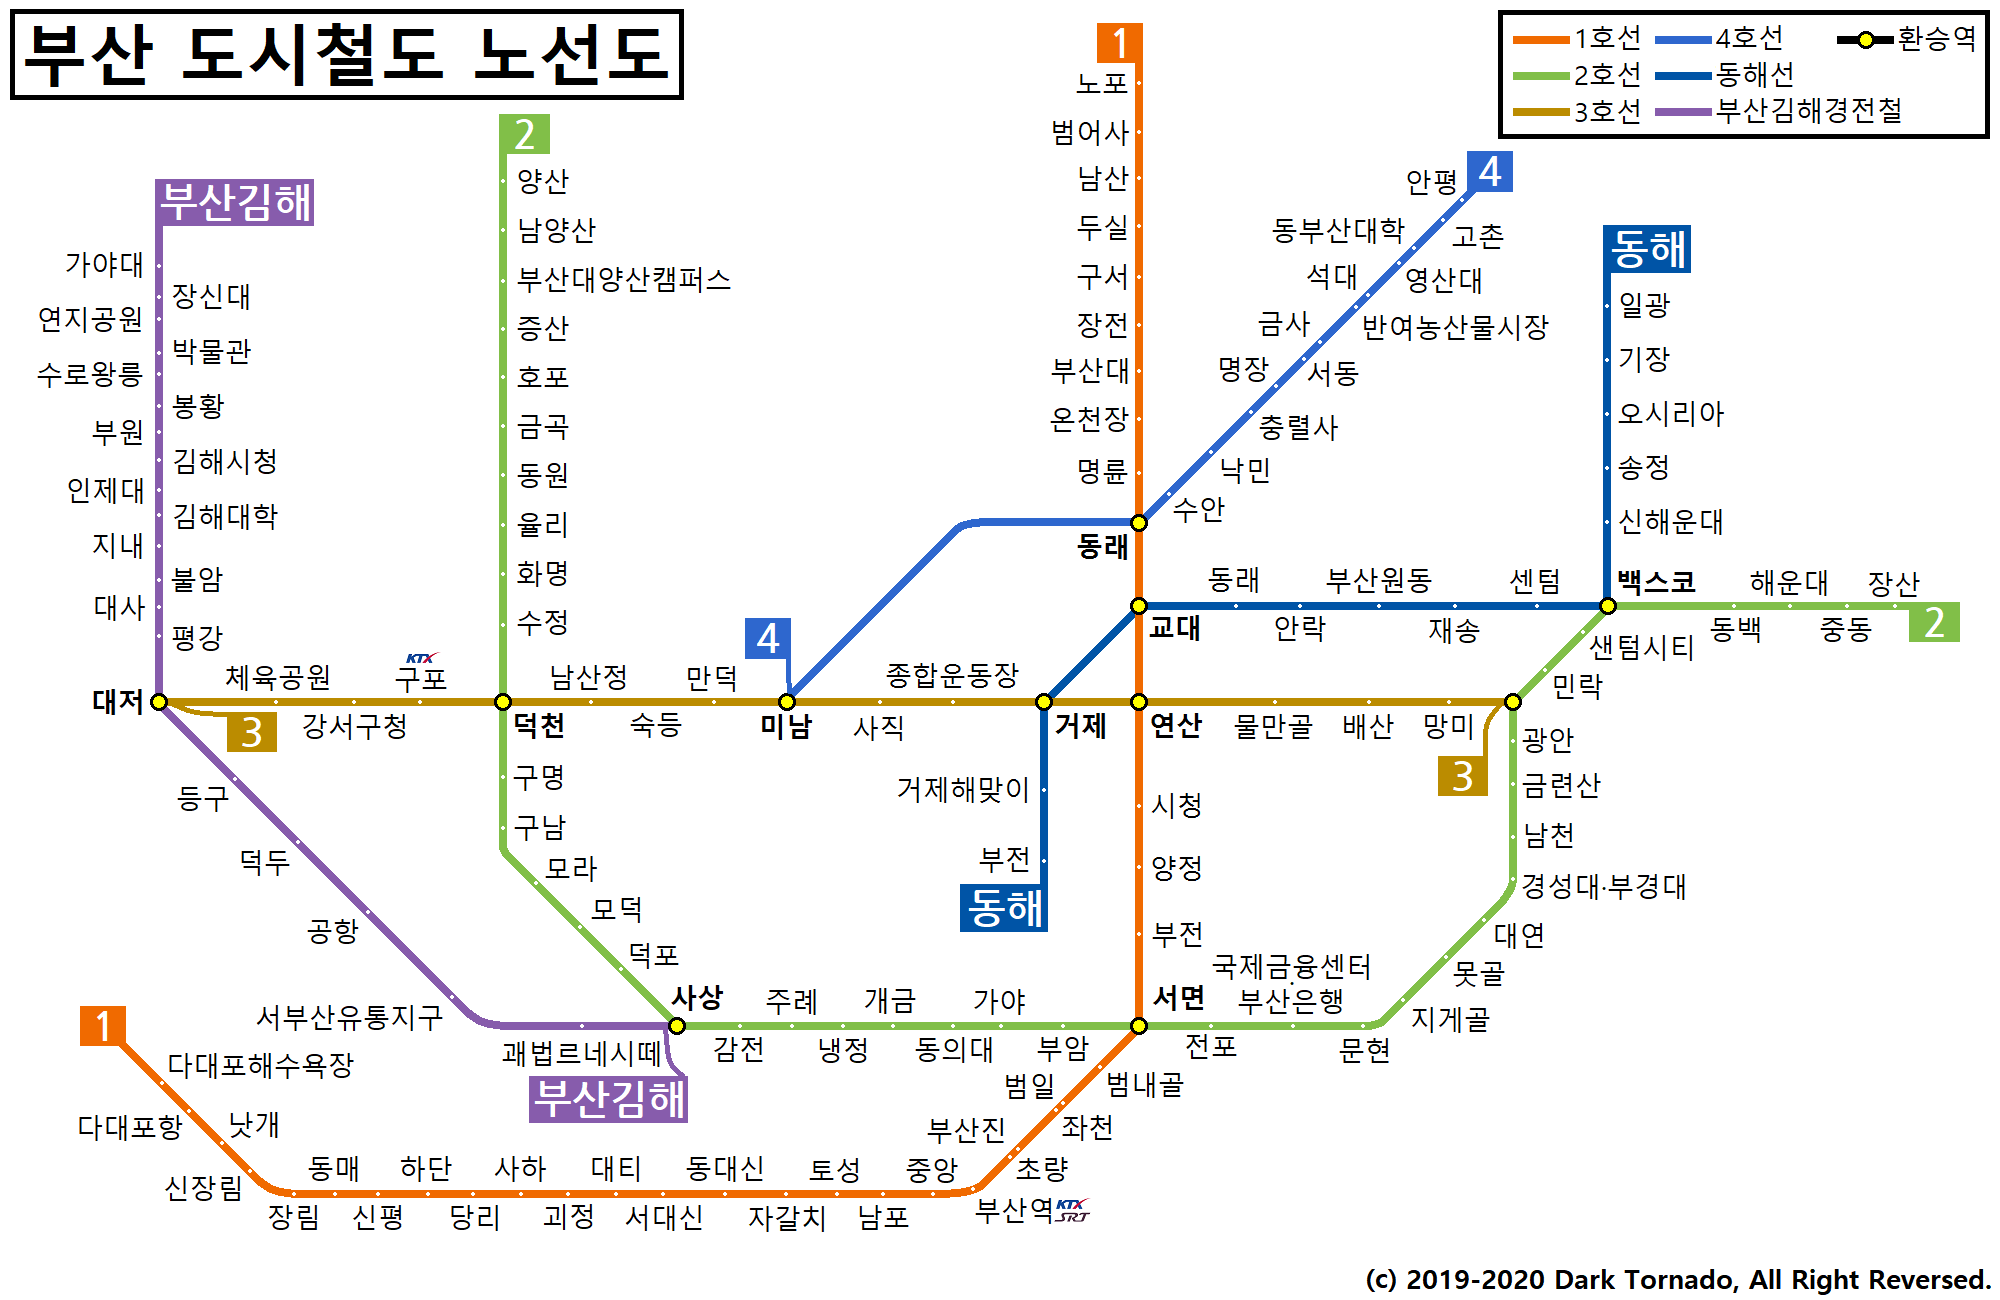 부산 도시철도 노선도
1호선
4호선
환승역
2호선
동해선
3호선
부산김해경전철
부산김해
가야대
장신대
연지공원
박물관
수로왕릉
봉황
부원
김해시청
인제대
김해대학
지내
불암
대사
평강
대저
등구
덕두
공항
서부산유통지구
괘법르네시떼
부산김해
2
양산
남양산
부산대양산캠퍼스
증산
호포
금곡
동원
율리
화명
수정
덕천
구명
구남
모라
모덕
덕포
사상
감전
주례
냉정
개금
동의대
가야
부암
서면
전포
국제금융센터
·
부산은행
문현
지게골
못골
대연
경성대·부경대
남천
금련산
광안
민락
샌텀시티
백스코
동백
해운대
중동
장산
2
1
노포
범어사
남산
두실
구서
장전
부산대
온천장
명륜
동래
교대
연산
시청
양정
부전
범내골
범일
좌천
부산진
초량
부산역
KTX
SRT
중앙
남포
자갈치
토성
동대신
서대신
대티
괴정
사하
당리
하단
신평
동매
장림
신장림
낫개
다대포항
다대포해수욕장
1
3
체육공원
강서구청
KTX
구포
남산정
숙등
만덕
미남
사직
종합운동장
거제
물만골
배산
망미
3
4
안평
고촌
동부산대학
영산대
석대
반여농산물시장
금사
서동
명장
충렬사
낙민
수안
4
동해
일광
기장
오시리아
송정
신해운대
센텀
재송
부산원동
안락
동래
거제해맞이
부전
동해
(c) 2019-2020 Dark Tornado, All Right Reversed.